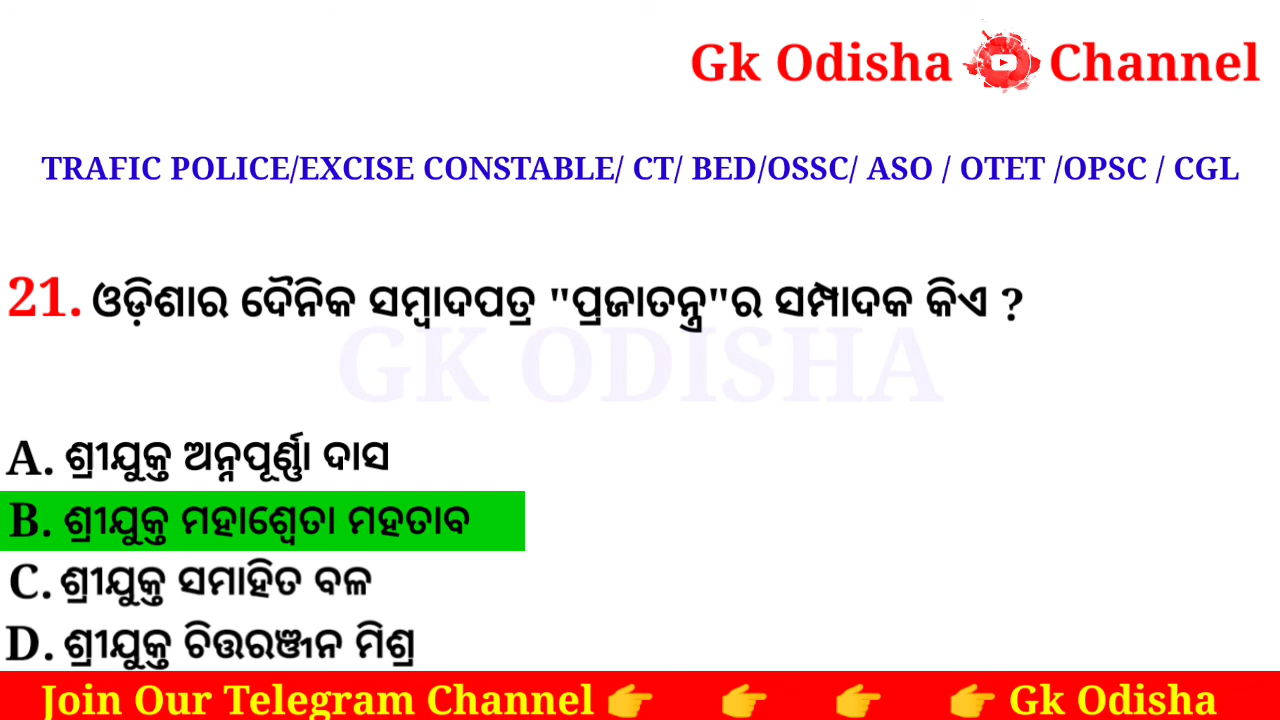 Gk Odisha Channel
TRAFIC POLICE/EXCISE CONSTABLE/ CT/ BED/OSSC/ ASO / OTET /OPSC / CGL
21. ଓଡ଼ିଶାର ଦୈନିକ ସମ୍ବାଦପତ୍ର "ପ୍ରଜାତନ୍ତ୍ର"ର ସମ୍ପାଦକ କିଏ ?
GK ODISHA
A. ଶ୍ରୀଯୁକ୍ତ ଅନ୍ନପୂର୍ଣ୍ଣା ଦାସ
B. ଶ୍ରୀଯୁକ୍ତ ମହାଶ୍ୱେତା ମହତାବ
C. ଶ୍ରୀଯୁକ୍ତ ସମାହିତ ବଳ
D. ଶ୍ରୀଯୁକ୍ତ ଚିତ୍ତରଞ୍ଜନ ମିଶ୍ର
Join Our Telegram Channel 👉 👉 👉 👉 Gk Odisha